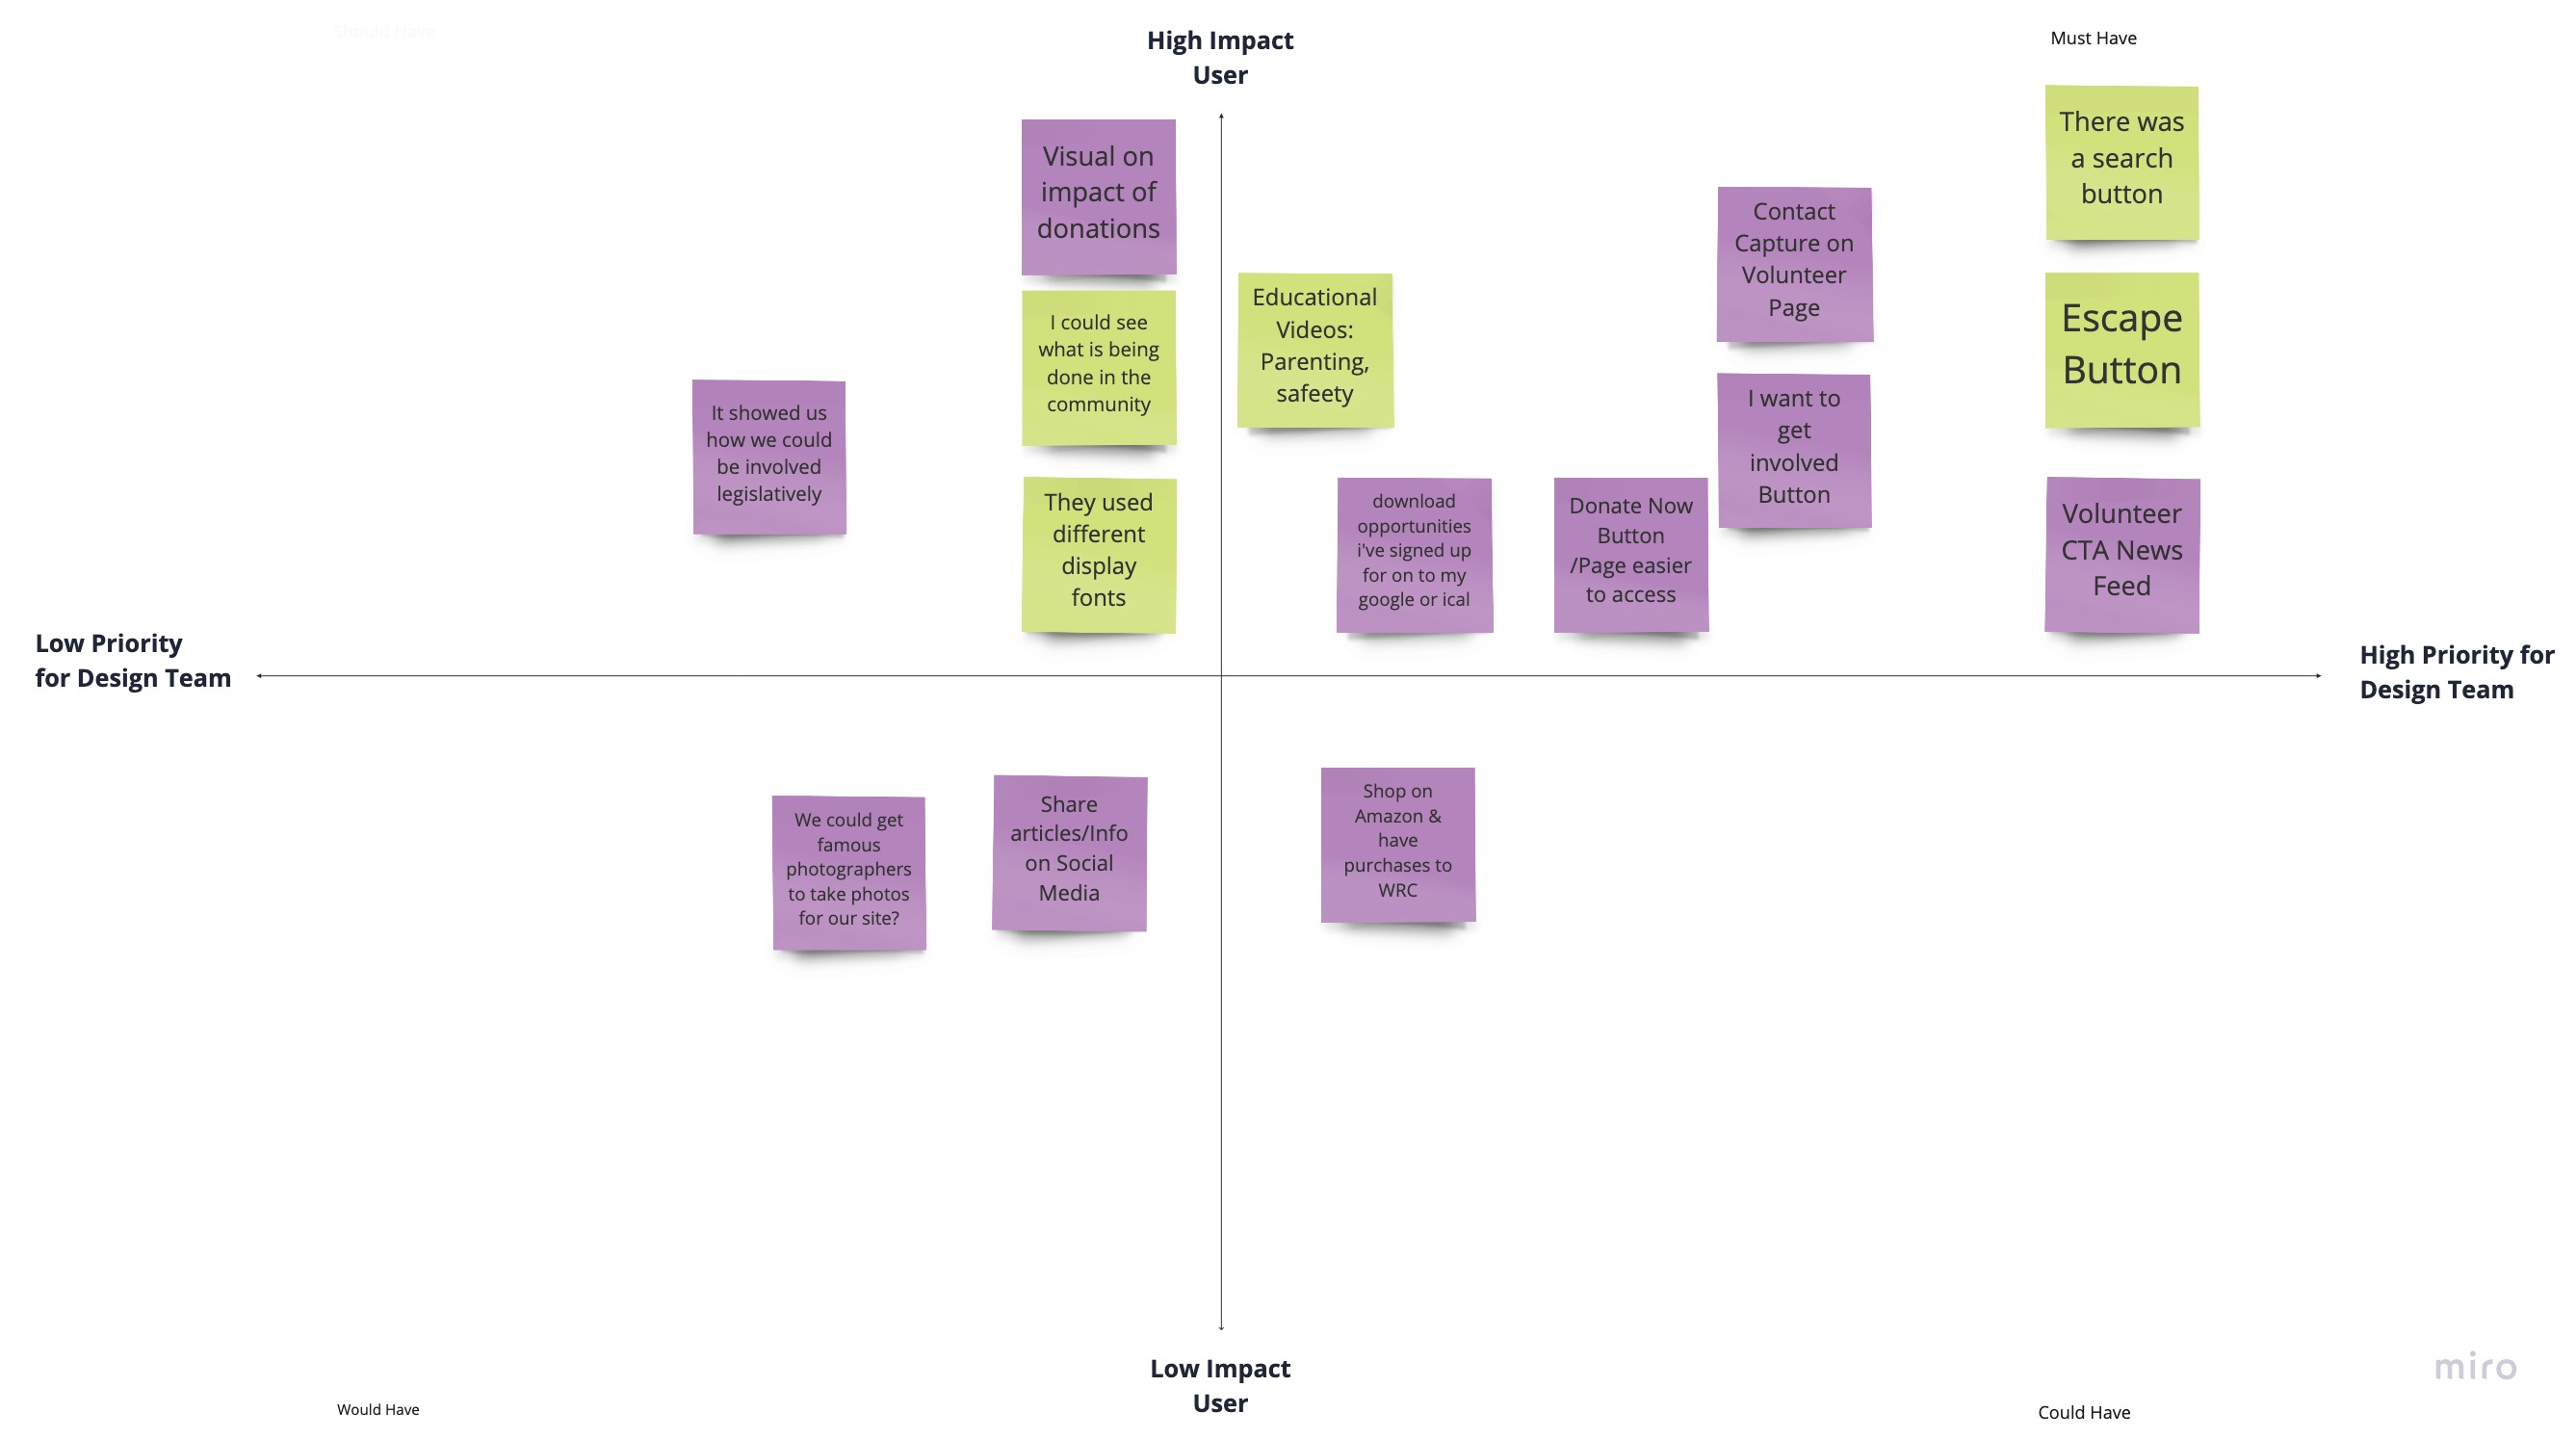 Should Have
High Impact
User
Must Have
There was
a search
button
Visual on
impact of
donations
Contact
Capture on
Volunteer
Page
Educational
Videos:
Parenting,
safeety
Escape
Button
I could see
what is being
done in the
community
It showed us
how we could
be involved
legislatively
I want to
get
involved
Button
They used
different
display
fonts
download
opportunities
i've signed up
for on to my
google or ical
Donate Now
Button
/Page easier
to access
Volunteer
CTA News
Feed
Low Priority
for Design Team
High Priority for
Design Team
We could get
famous
photographers
to take photos
for our site?
Share
articles/Info
on Social
Media
Shop on
Amazon &
have
purchases to
WRC
Low Impact
User
miro
Would Have
Could Have